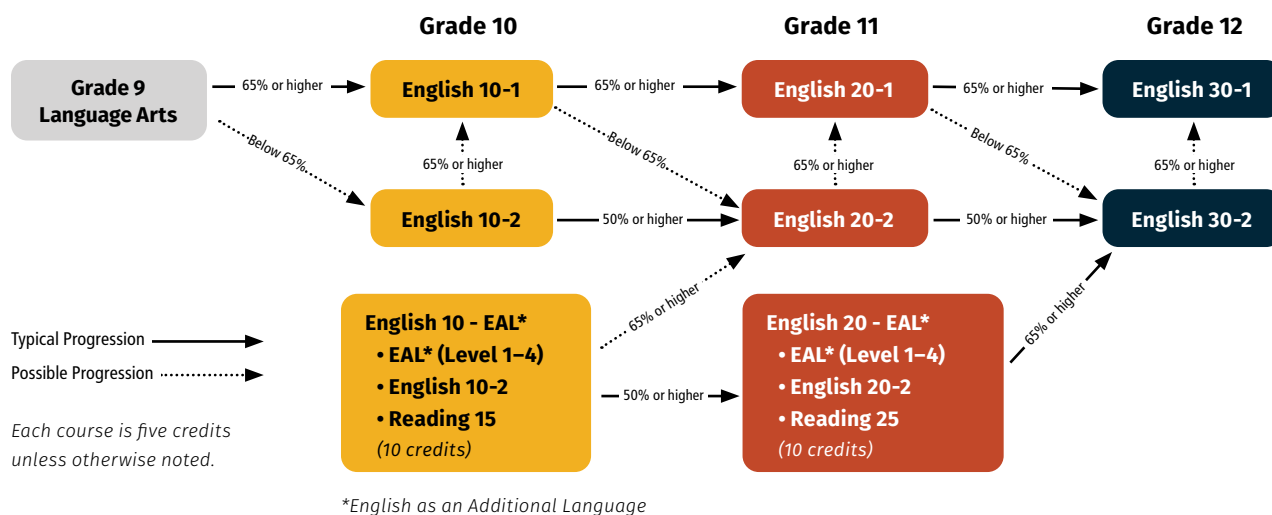 Grade 10
Grade 11
Grade 12
Grade 9
Language Arts
65% or higher
English 10-1
65% or higher
English 20-1
65% or higher
English 30-1
Below 65%
65% or higher
Below 65%
65% or higher
Below 65%
65% or higher
English 10-2
50% or higher
English 20-2
50% or higher
English 30-2
65% or higher
65% or higher
English 10 - EAL*
• EAL* (Level 1–4)
• English 10-2
• Reading 15
(10 credits)
50% or higher
English 20 - EAL*
• EAL* (Level 1–4)
• English 20-2
• Reading 25
(10 credits)
Typical Progression
Possible Progression
Each course is five credits
unless otherwise noted.
*English as an Additional Language